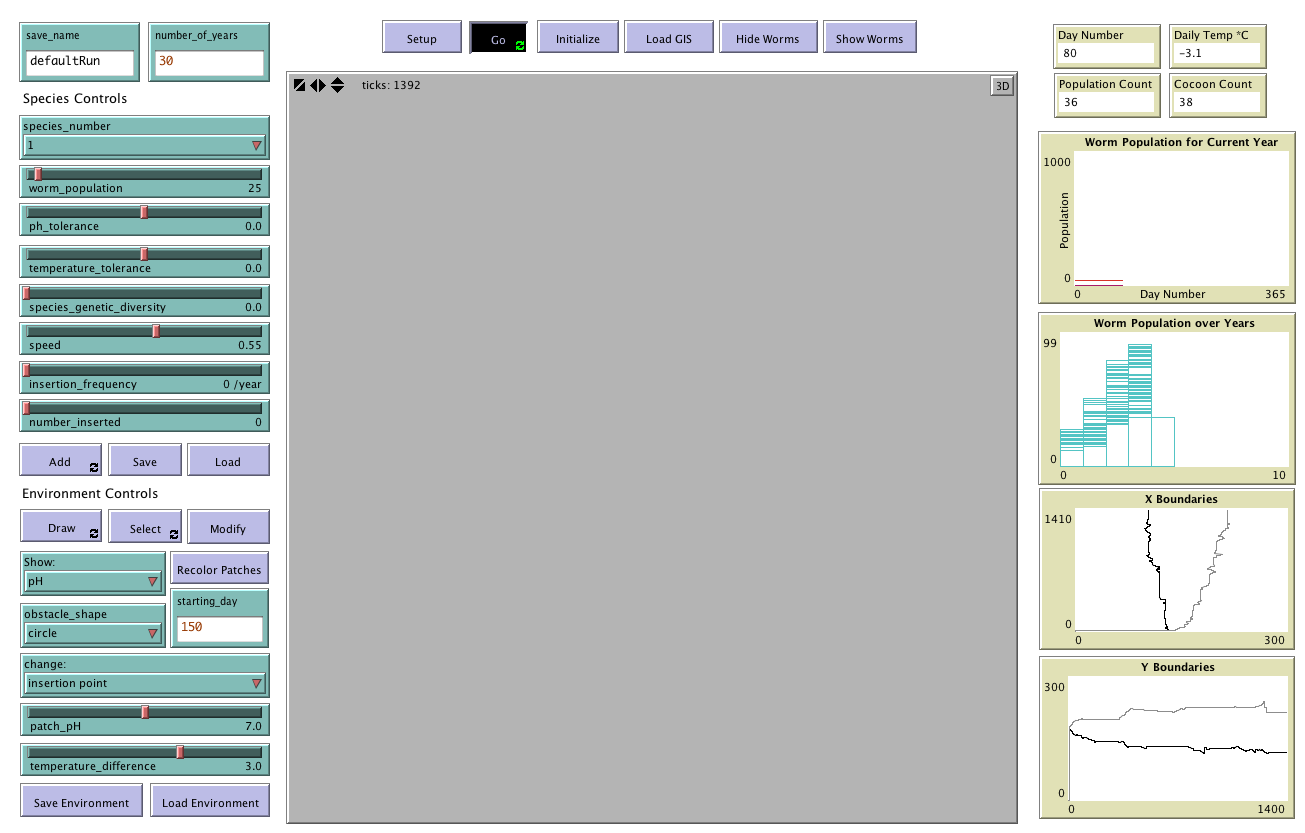 save_name
defaultRun
number_of_years
30
Setup
Go
Initialize
Load GIS
Hide Worms
Show Worms
Day Number
80
Daily Temp *C
-3.1
Population Count
36
Cocoon Count
38
Species Controls
species_number
1
worm_population 25
ph_tolerance 0.0
temperature_tolerance 0.0
species_genetic_diversity 0.0
speed 0.55
insertion_frequency 0 /year
number_inserted 0
Add
Save
Load
Environment Controls
Draw
Select
Modify
Show:
pH
Recolor Patches
obstacle_shape
circle
starting_day
150
change:
insertion point
patch_pH 7.0
temperature_difference 3.0
Save Environment
Load Environment
ticks: 1392
3D
Worm Population for Current Year
1000
Population
0
0 Day Number 365
Worm Population over Years
99
0
0 10
X Boundaries
1410
0
0 300
Y Boundaries
300
0
0 1400